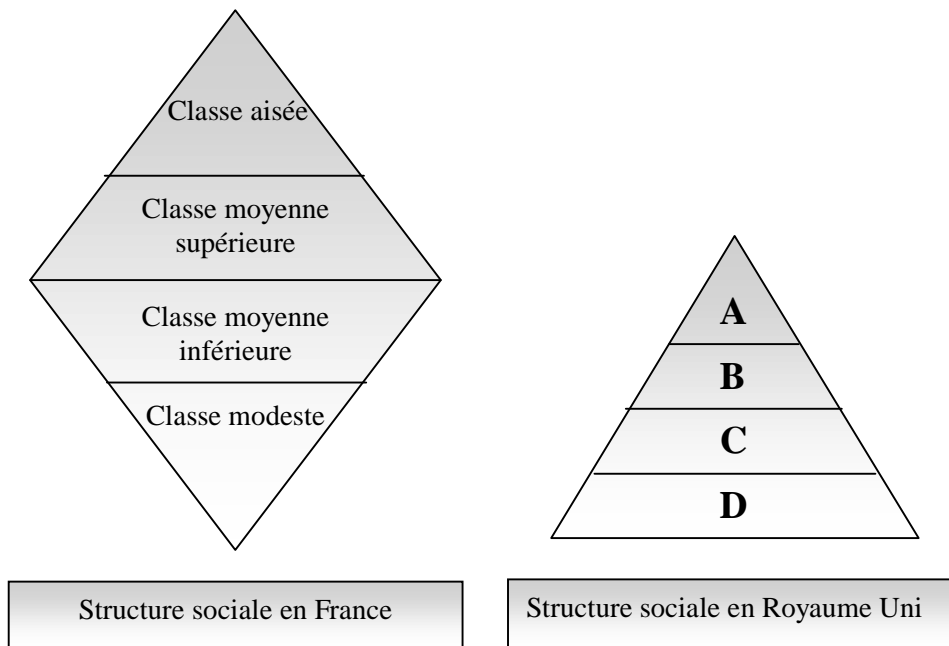 Classe aisée
Classe moyenne
supérieure
Classe moyenne
inférieure
Classe modeste
Structure sociale en France
A
B
C
D
Structure sociale en Royaume Uni